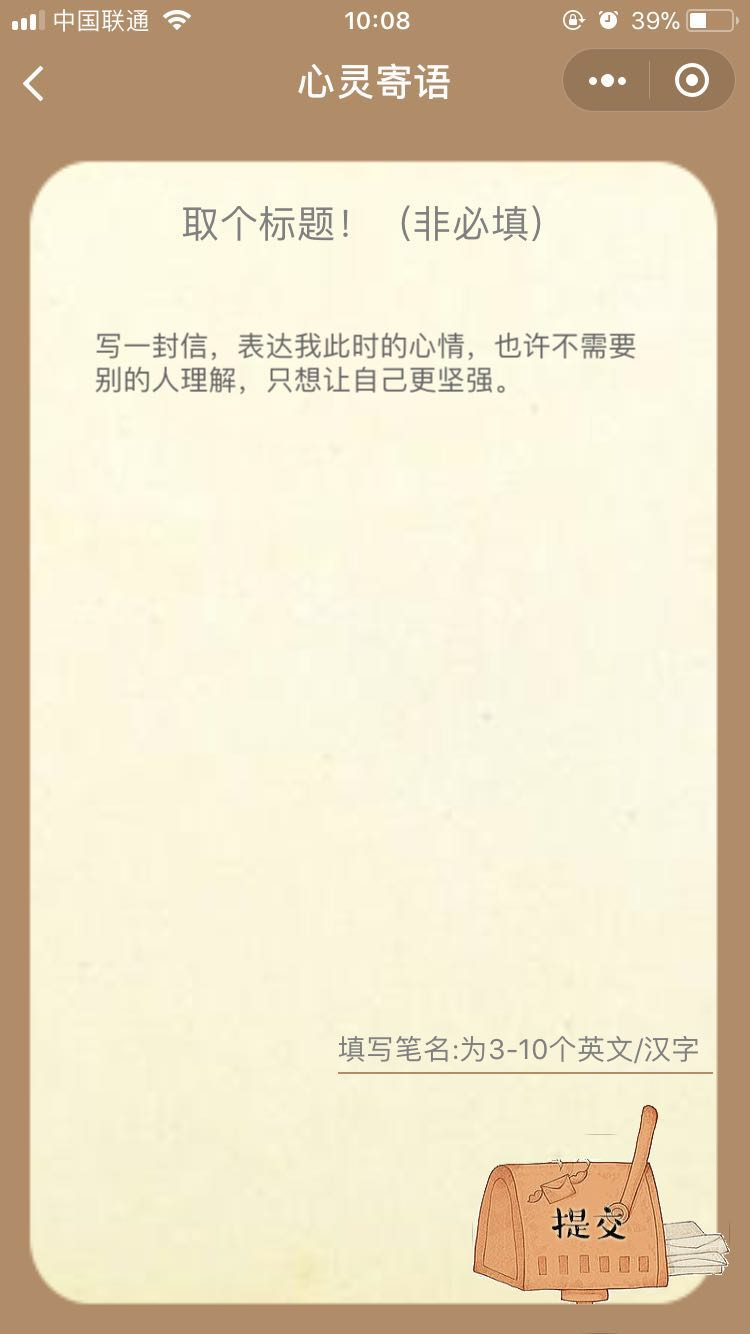 中国联通
10:08
39%
心灵寄语
取个标题！（非必填）
写一封信，表达我此时的心情，也许不需要
别的人理解，只想让自己更坚强。
填写笔名:为3-10个英文/汉字
提交